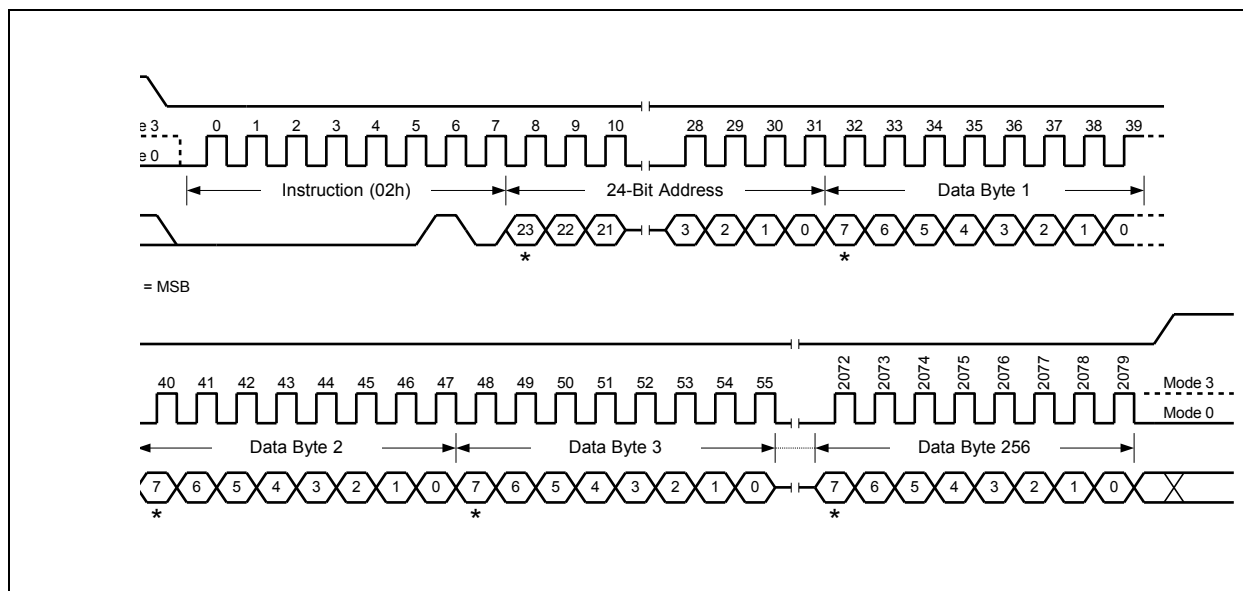 e 3
0 1 2 3 4 5 6 7 8 9 10 28 29 30 31 32 33 34 35 36 37 38 39
e 0
Instruction (02h) 24-Bit Address Data Byte 1
23 22 21 3 2 1 0 7 6 5 4 3 2 1 0
* *
= MSB
40 41 42 43 44 45 46 47 48 49 50 51 52 53 54 55 2072 2073 2074 2075 2076 2077 2078 2079
Mode 3
Mode 0
Data Byte 2 Data Byte 3 Data Byte 256
7 6 5 4 3 2 1 0 7 6 5 4 3 2 1 0 7 6 5 4 3 2 1 0
* * *